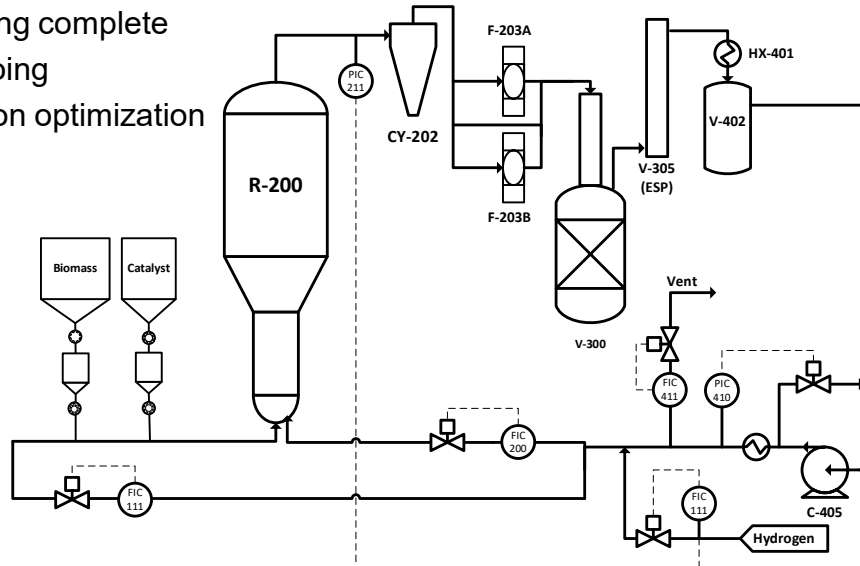 ng complete
ping
on optimization
F-203A
PIC
211
HX-401
CY-202
V-402
R-200
V-305
(ESP)
F-203B
Biomass
Catalyst
Vent
V-300
FIC
411
PIC
410
FIC
200
FIC
111
FIC
111
C-405
Hydrogen